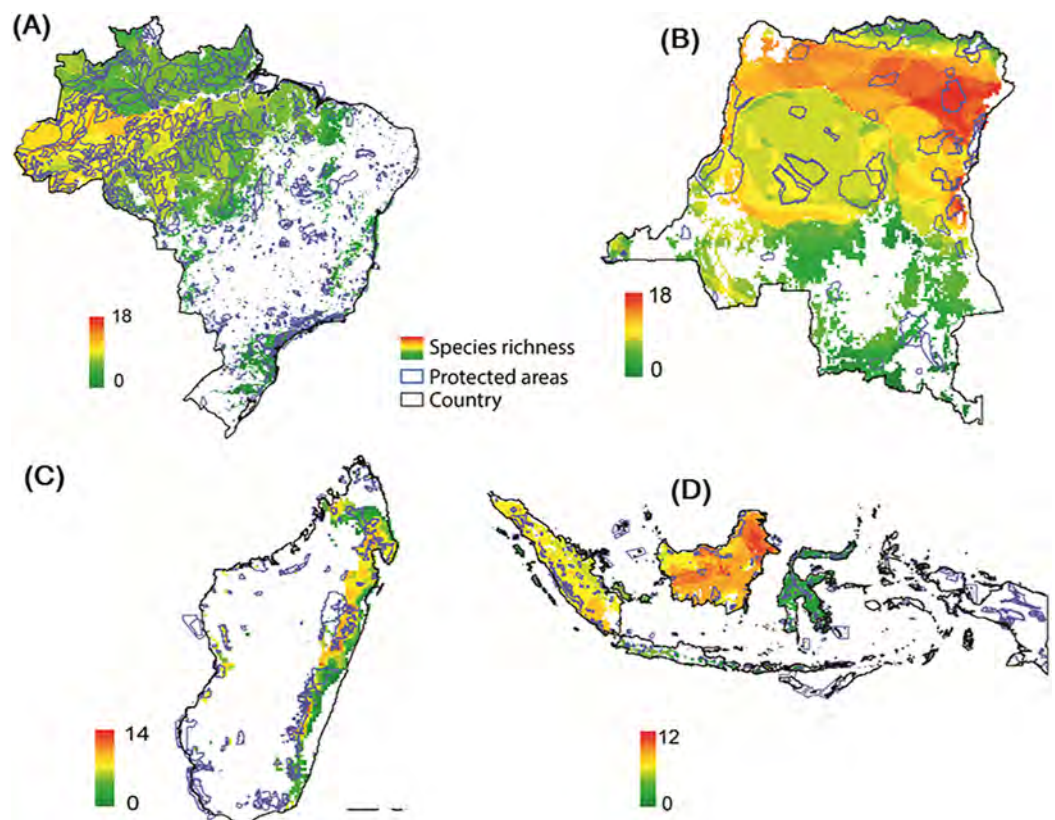 (A)
(B)
18
0
Species richness
Protected areas
Country
18
0
(C)
(D)
14
0
12
0